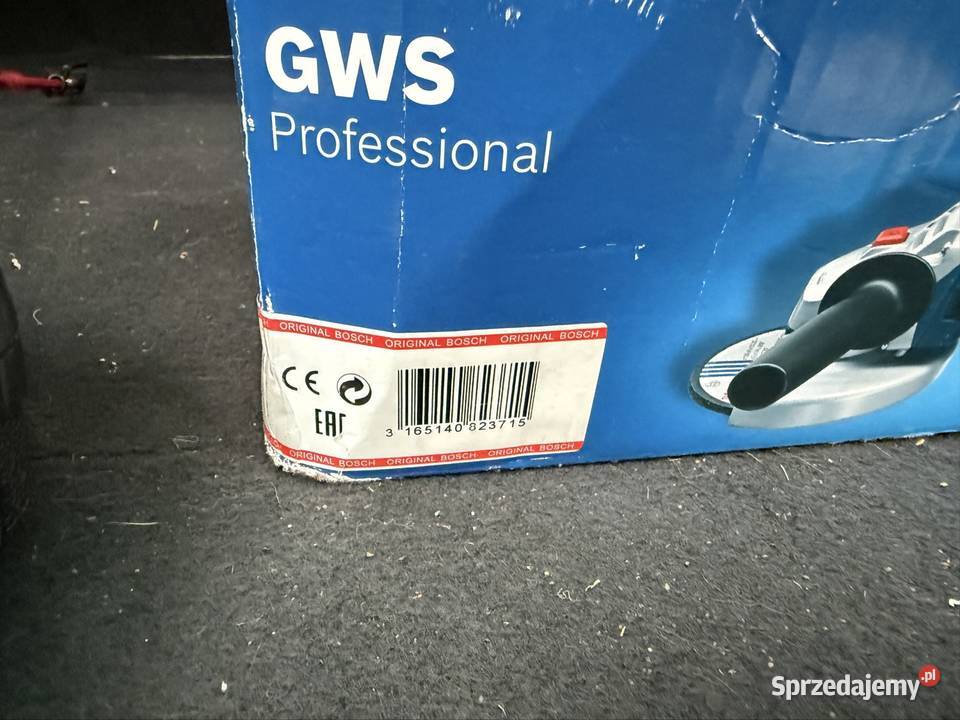 GWS
Professional
ORIGINAL BOSCH ORIGINAL BOSCH ORIGINAL BOSCH
CE
EAC
3 165140 823715
ORIGINAL BOSCH ORIGINAL BOSCH ORIGINAL BOSCH
Sprzedajemy.pl